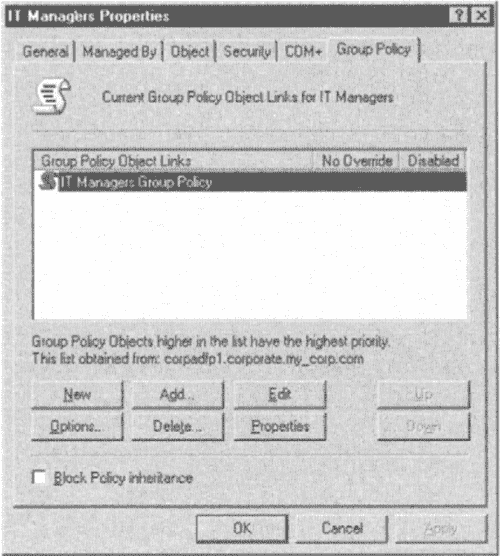 IT Managers Properties
General Managed By Object Security COM+ Group Policy
Current Group Policy Object Links for IT Managers
Group Policy Object Links No Override Disabled
IT Managers Group Policy
Group Policy Objects higher in the list have the highest priority.
This list obtained from: corpadfp1.corporate.my_corp.com
New Add... Edit Up
Options... Delete... Properties Down
Block Policy inheritance
OK Cancel Apply